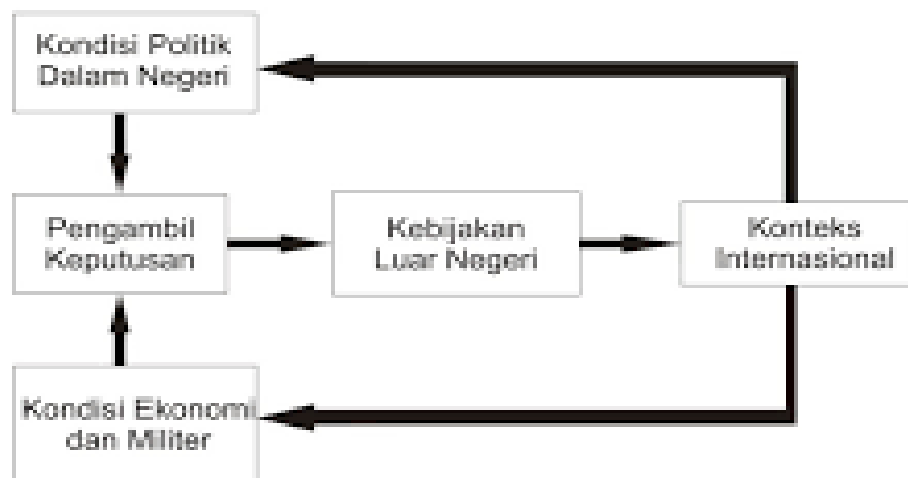 Kondisi Politik
Dalam Negeri
Pengambil
Keputusan
Kebijakan
Luar Negeri
Konteks
Internasional
Kondisi Ekonomi
dan Militer